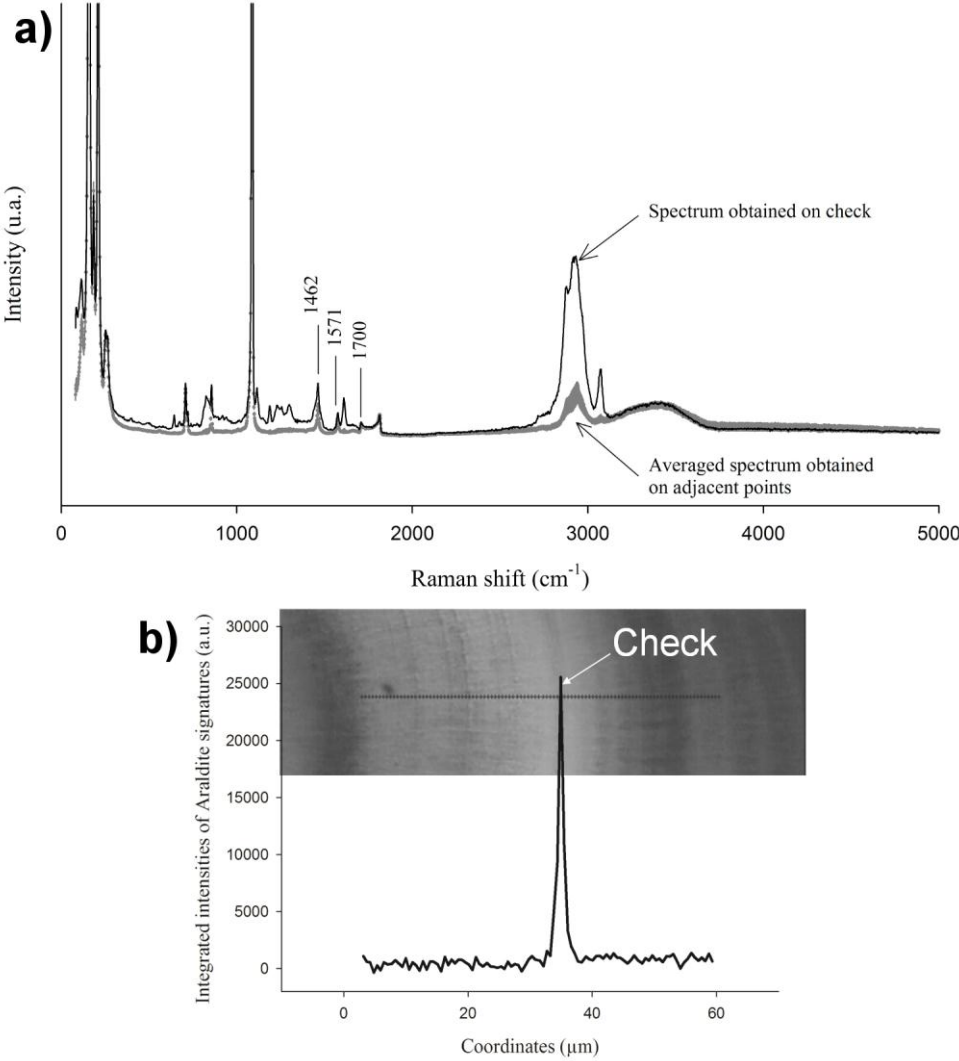 a)
Intensity (u.a.)
1462
1571
1700
Spectrum obtained on check
Averaged spectrum obtained
on adjacent points
0 1000 2000 3000 4000 5000
Raman shift (cm⁻¹)
b)
Integrated intensities of Araldite signatures (a.u.)
30000
25000
20000
15000
10000
5000
0
Check
0 20 40 60
Coordinates (µm)